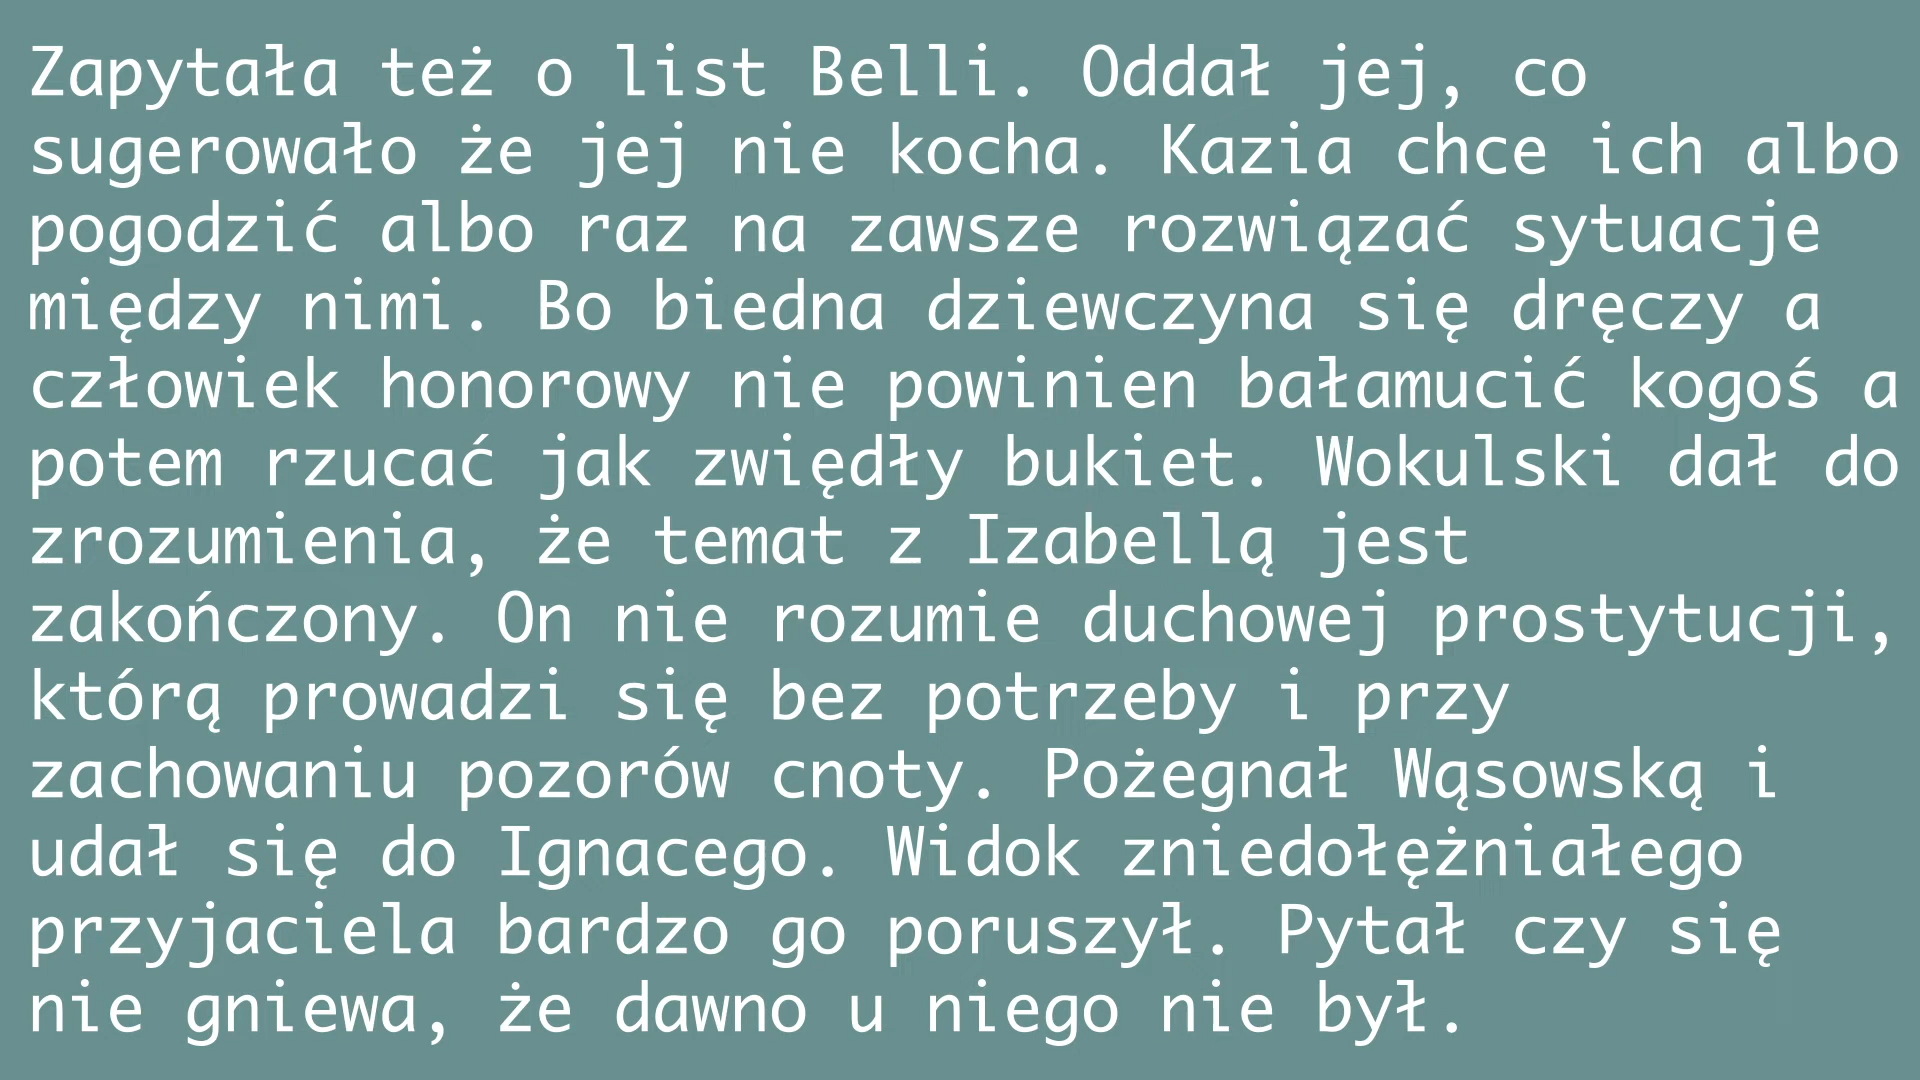 Zapytała też o list Belli. Oddał jej, co
sugerowało że jej nie kocha. Kazia chce ich albo
pogodzić albo raz na zawsze rozwiązać sytuacje
między nimi. Bo biedna dziewczyna się dręczy a
człowiek honorowy nie powinien bałamucić kogoś a
potem rzucać jak zwiędły bukiet. Wokulski dał do
zrozumienia, że temat z Izabellą jest
zakończony. On nie rozumie duchowej prostytucji,
którą prowadzi się bez potrzeby i przy
zachowaniu pozorów cnoty. Pożegnał Wąsowską i
udał się do Ignacego. Widok zniedołężniałego
przyjaciela bardzo go poruszył. Pytał czy się
nie gniewa, że dawno u niego nie był.